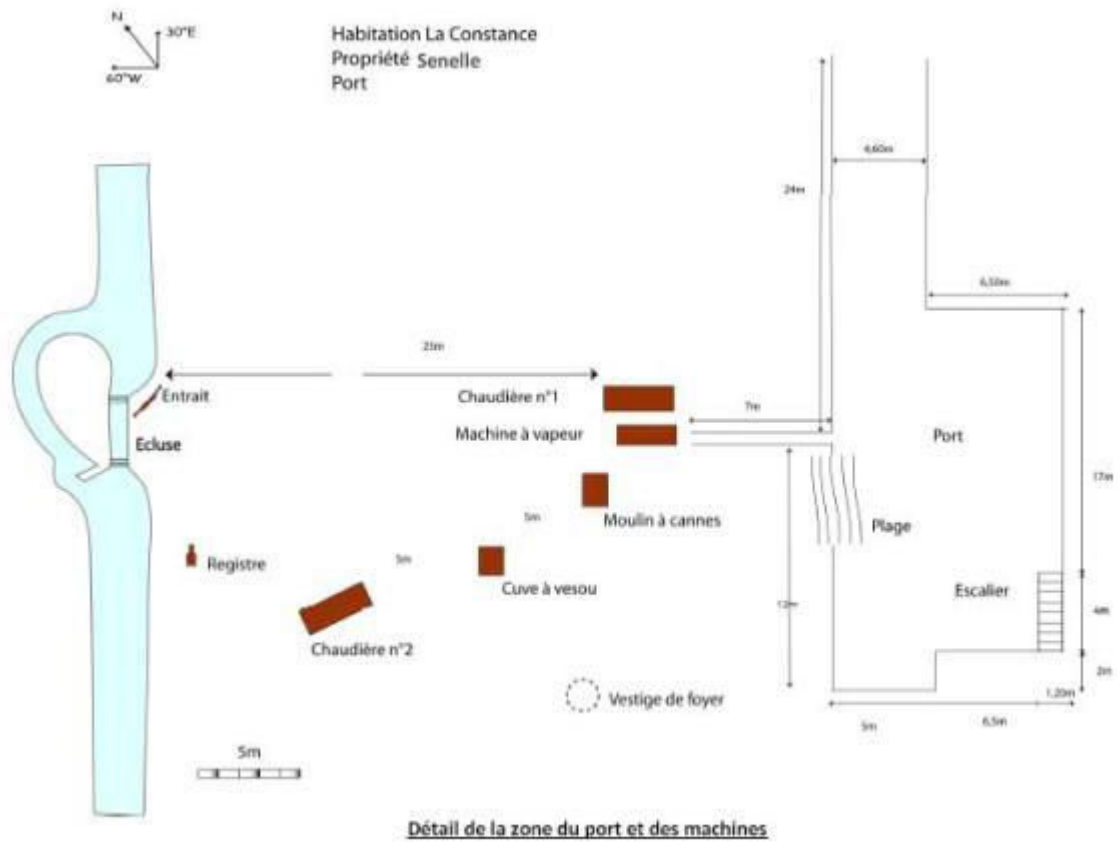 N
30°E
60°W
Habitation La Constance
Propriété Senelle
Port
4,60m
24m
6,50m
25m
Entrait
Chaudière n°1
7m
Machine à vapeur
Port
Ecluse
17m
5m
Moulin à cannes
Plage
Registre
5m
Cuve à vesou
Escalier
4m
12m
Chaudière n°2
2m
Vestige de foyer
1,20m
5m
6,5m
5m
Détail de la zone du port et des machines